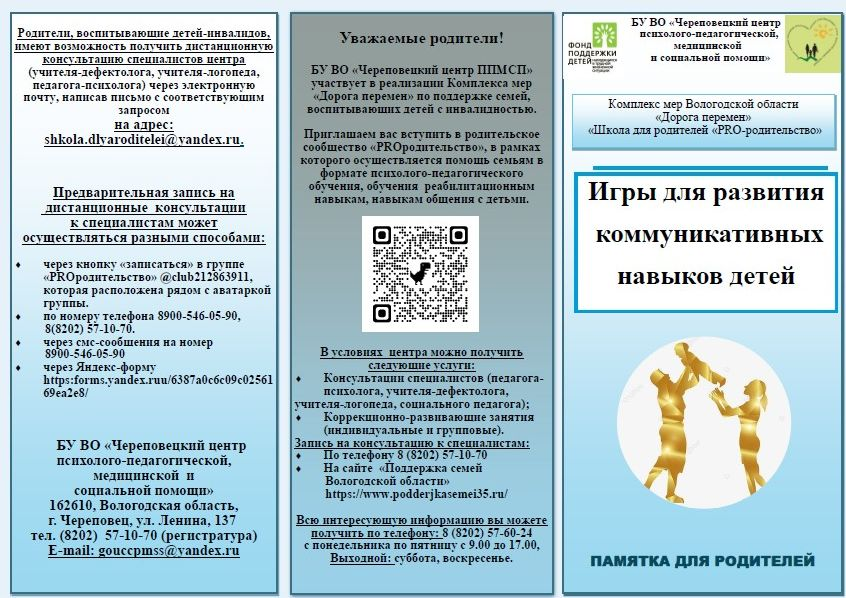 Родители, воспитывающие детей-инвалидов,
имеют возможность получить дистанционную
консультацию специалистов центра
(учителя-дефектолога, учителя-логопеда,
педагога-психолога) через электронную
почту, написав письмо с соответствующим
запросом
на адрес:
shkola.dlyaroditelei@yandex.ru.
Предварительная запись на
дистанционные консультации
к специалистам может
осуществляться разными способами:
♦ через кнопку «записаться» в группе
«PROродительство» @club212863911,
которая расположена рядом с аватаркой
группы.
♦ по номеру телефона 8900-546-05-90,
8(8202) 57-10-70.
♦ через смс-сообщения на номер
8900-546-05-90
♦ через Яндекс-форму
https:forms.yandex.ruu/6387a0c6c09c02561
69ea2e8/
БУ ВО «Череповецкий центр
психолого-педагогической,
медицинской и
социальной помощи»
162610, Вологодская область,
г. Череповец, ул. Ленина, 137
тел. (8202) 57-10-70 (регистратура)
E-mail: gouccpmss@yandex.ru
Уважаемые родители!
БУ ВО «Череповецкий центр ППМСП»
участвует в реализации Комплекса мер
«Дорога перемен» по поддержке семей,
воспитывающих детей с инвалидностью.
Приглашаем вас вступить в родительское
сообщество «PROродительство», в рамках
которого осуществляется помощь семьям в
формате психолого-педагогического
обучения, обучения реабилитационным
навыкам, навыкам общения с детьми.
В условиях центра можно получить
следующие услуги:
♦ Консультации специалистов (педагога-
психолога, учителя-дефектолога,
учителя-логопеда, социального педагога);
♦ Коррекционно-развивающие занятия
(индивидуальные и групповые).
Запись на консультацию к специалистам:
♦ По телефону 8 (8202) 57-10-70
♦ На сайте «Поддержка семей
Вологодской области»
https://www.podderjkasemei35.ru/
Всю интересующую информацию вы можете
получить по телефону: 8 (8202) 57-60-24
с понедельника по пятницу с 9.00 до 17.00,
Выходной: суббота, воскресенье.
ФОНД
ПОДДЕРЖКИ
ДЕТЕЙ
БУ ВО «Череповецкий центр
психолого-педагогической,
медицинской
и социальной помощи»
Комплекс мер Вологодской области
«Дорога перемен»
«Школа для родителей «PRO-родительство»
Игры для развития
коммуникативных
навыков детей
ПАМЯТКА ДЛЯ РОДИТЕЛЕЙ